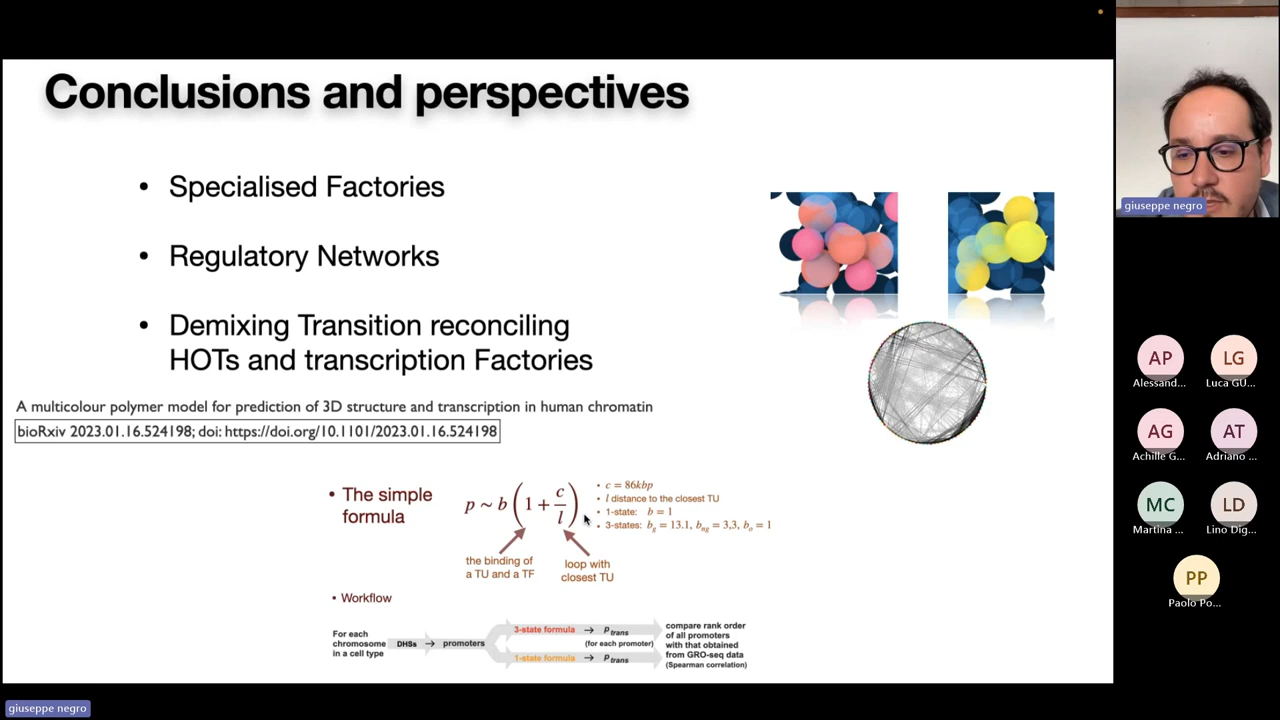 Conclusions and perspectives
• Specialised Factories
• Regulatory Networks
• Demixing Transition reconciling
HOTs and transcription Factories
A multicolour polymer model for prediction of 3D structure and transcription in human chromatin
bioRxiv 2023.01.16.524198; doi: https://doi.org/10.1101/2023.01.16.524198
• The simple
formula
p ~ b (1 + c/l)
• c = 86kbp
• l distance to the closest TU
• 1-state: b = 1
• 3-states: b_g = 13.1, b_ng = 3,3, b_o = 1
the binding of
a TU and a TF
loop with
closest TU
• Workflow
For each
chromosome
in a cell type
DHSs → promoters
3-state formula → P_trans
(for each promoter)
1-state formula → P_trans
compare rank order
of all promoters
with that obtained
from GRO-seq data
(Spearman correlation)
giuseppe negro
AP
Alessand...
LG
Luca GU...
AG
Achille G...
AT
Adriano ...
MC
Martina ...
LD
Lino Dig...
PP
Paolo Po...
giuseppe negro